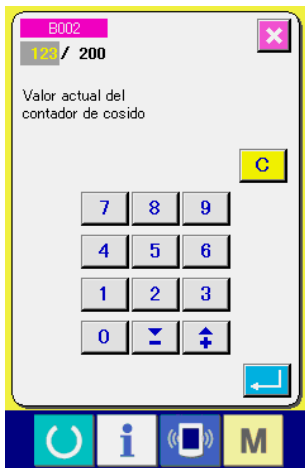 B002
123/ 200
Valor actual del
contador de cosido
C
7 8 9
4 5 6
1 2 3
0
i M